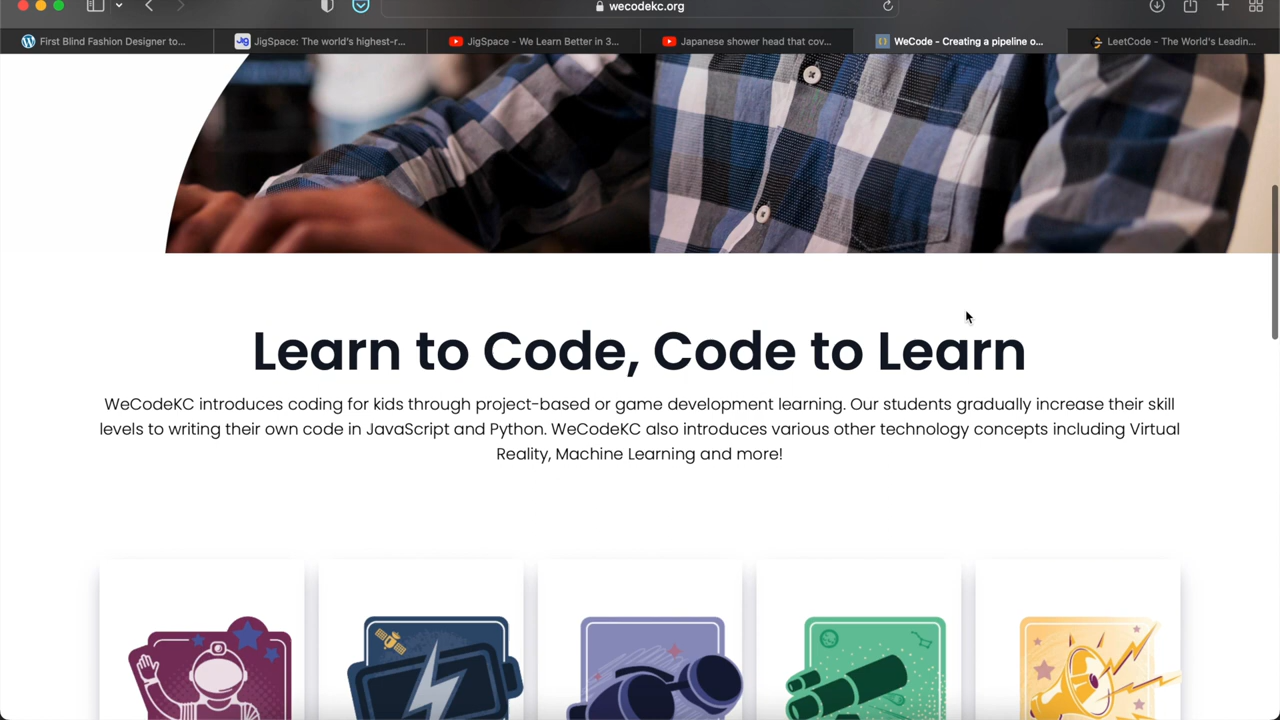 wecodekc.org
First Blind Fashion Designer to...
JigSpace: The world's highest-r...
JigSpace - We Learn Better in 3...
Japanese shower head that cov...
WeCode - Creating a pipeline o...
LeetCode - The World's Leadin...
Learn to Code, Code to Learn
WeCodeKC introduces coding for kids through project-based or game development learning. Our students gradually increase their skill
levels to writing their own code in JavaScript and Python. WeCodeKC also introduces various other technology concepts including Virtual
Reality, Machine Learning and more!